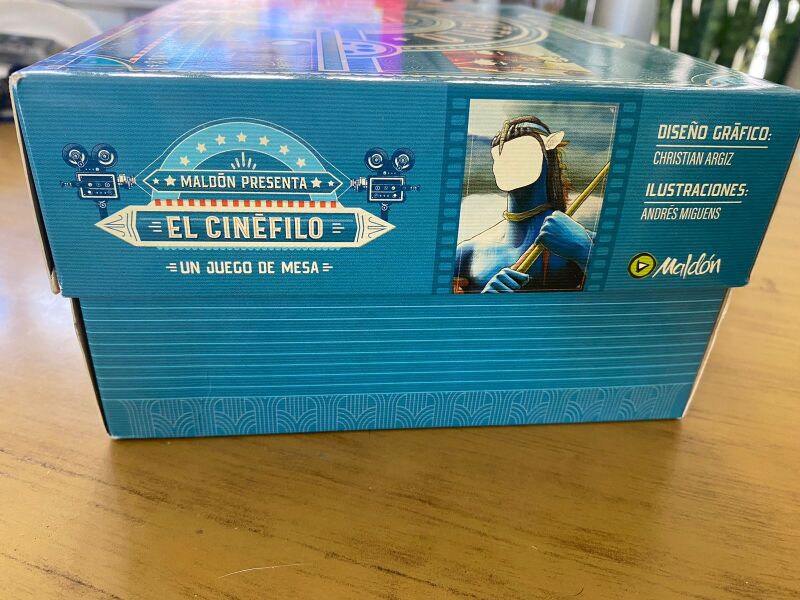 MALDÓN PRESENTA
EL CINÉFILO
UN JUEGO DE MESA
DISEÑO GRÁFICO:
CHRISTIAN ARGIZ
ILUSTRACIONES:
ANDRÉS MIGUENS
Maldón